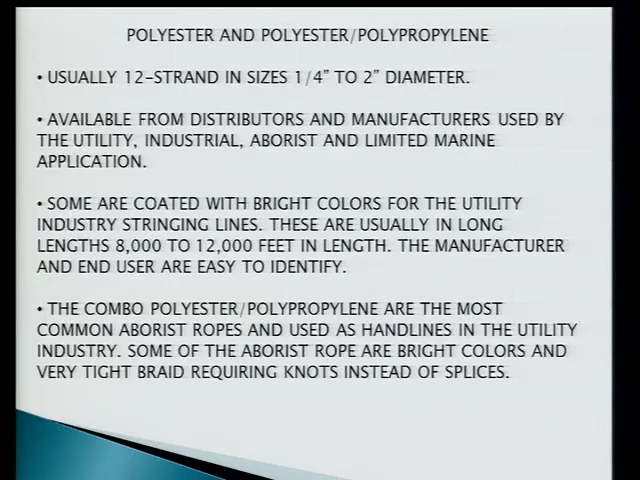 POLYESTER AND POLYESTER/POLYPROPYLENE
• USUALLY 12-STRAND IN SIZES 1/4" TO 2" DIAMETER.
• AVAILABLE FROM DISTRIBUTORS AND MANUFACTURERS USED BY
THE UTILITY, INDUSTRIAL, ABORIST AND LIMITED MARINE
APPLICATION.
• SOME ARE COATED WITH BRIGHT COLORS FOR THE UTILITY
INDUSTRY STRINGING LINES. THESE ARE USUALLY IN LONG
LENGTHS 8,000 TO 12,000 FEET IN LENGTH. THE MANUFACTURER
AND END USER ARE EASY TO IDENTIFY.
• THE COMBO POLYESTER/POLYPROPYLENE ARE THE MOST
COMMON ABORIST ROPES AND USED AS HANDLINES IN THE UTILITY
INDUSTRY. SOME OF THE ABORIST ROPE ARE BRIGHT COLORS AND
VERY TIGHT BRAID REQUIRING KNOTS INSTEAD OF SPLICES.